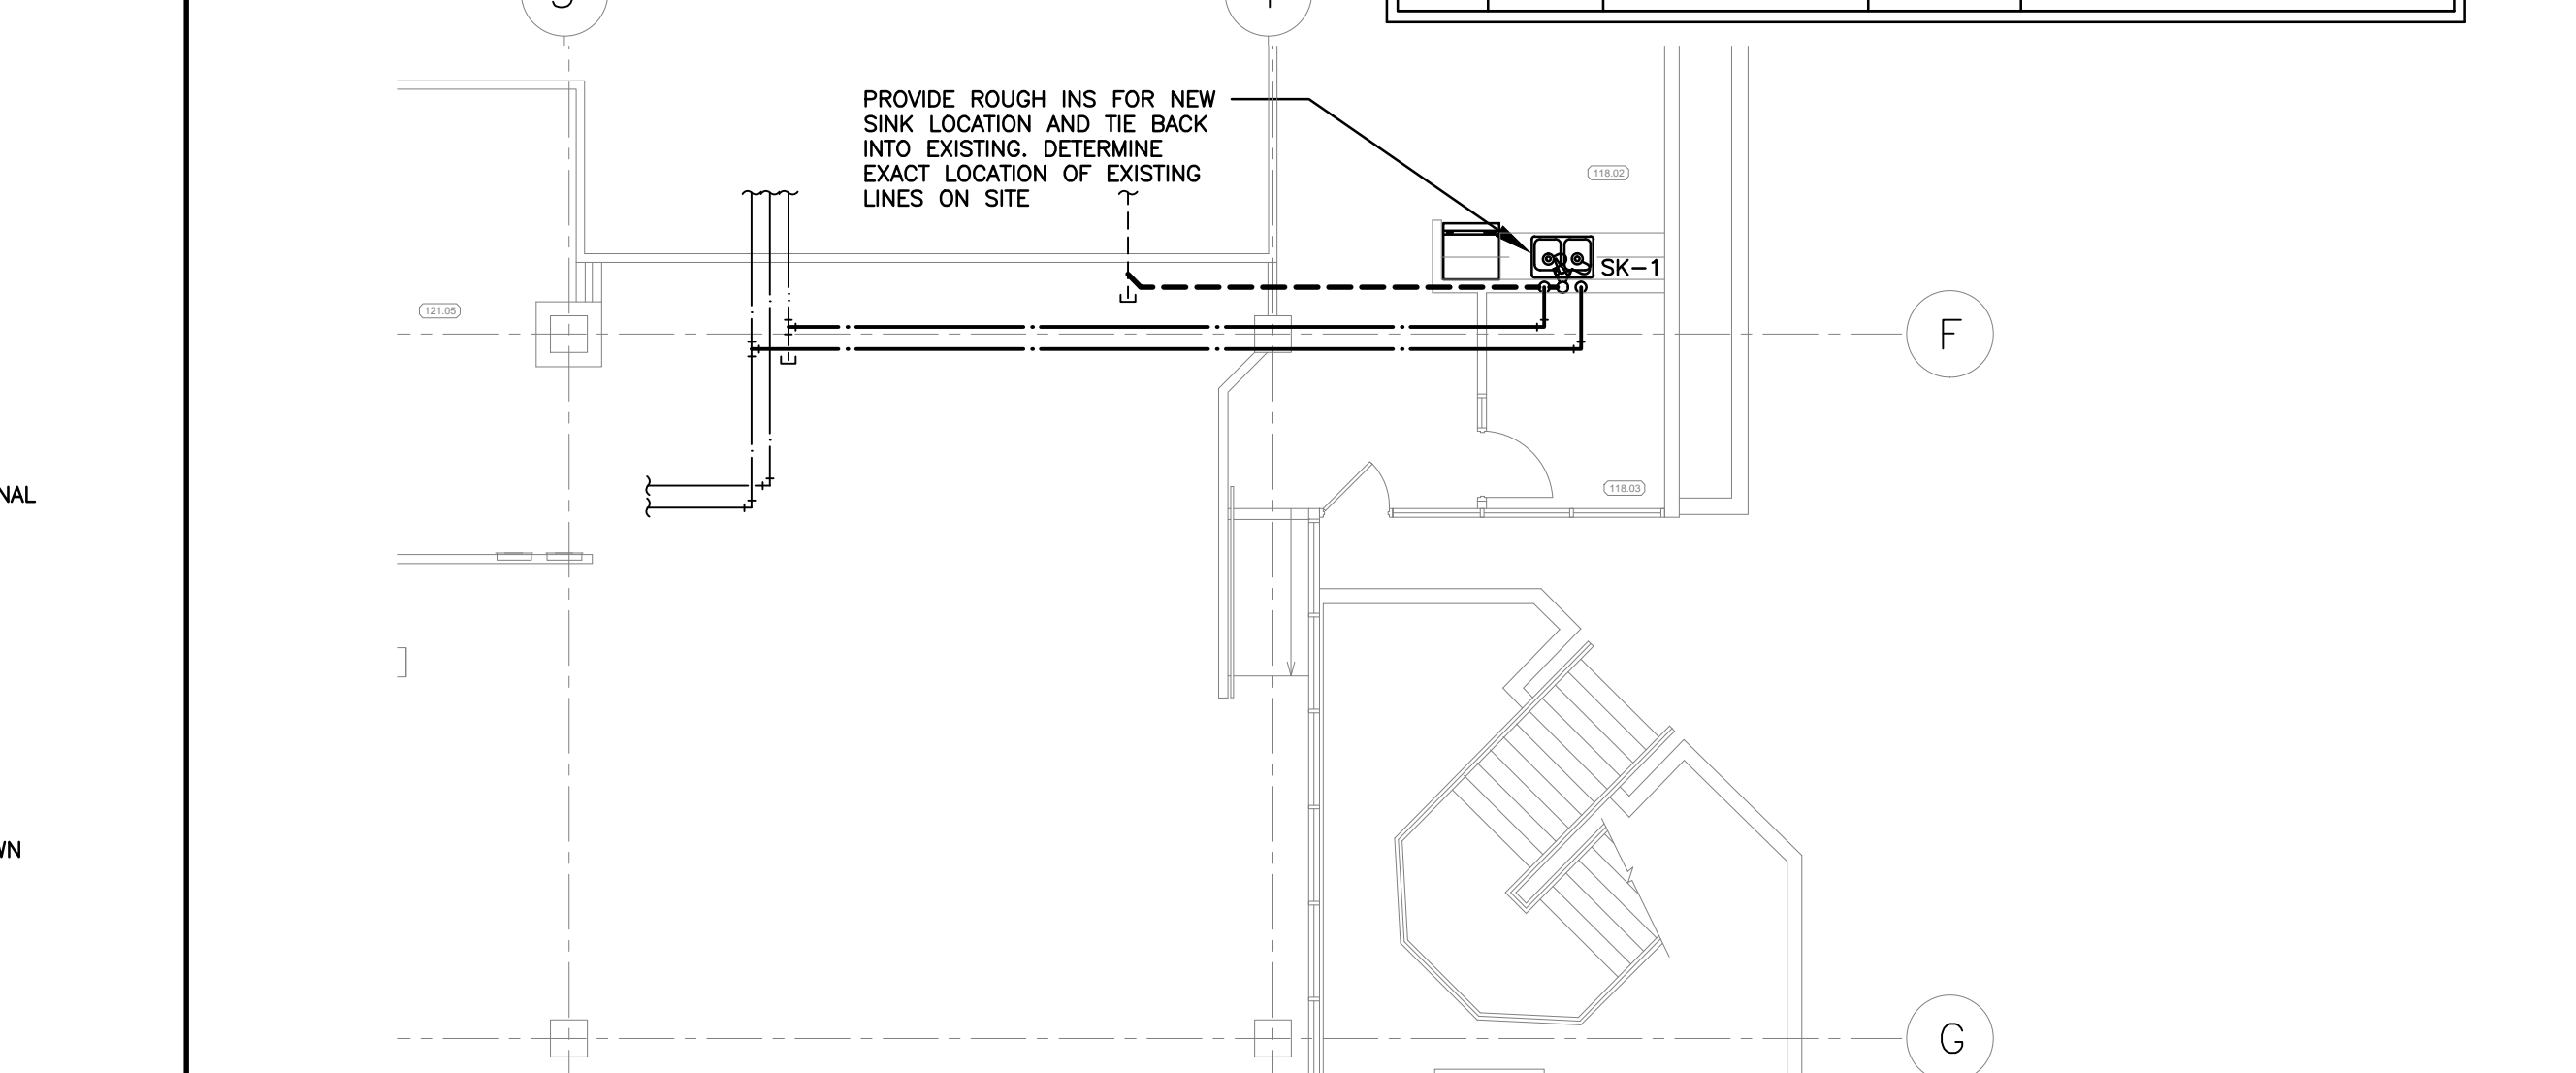 PROVIDE ROUGH INS FOR NEW
SINK LOCATION AND TIE BACK
INTO EXISTING. DETERMINE
EXACT LOCATION OF EXISTING
LINES ON SITE
118.02
SK-1
121.05
F
118.03
NAL
WN
G